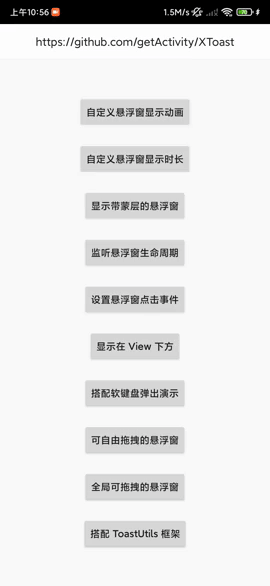 上午10:56
1.5M/s
70
https://github.com/getActivity/XToast
自定义悬浮窗显示动画
自定义悬浮窗显示时长
显示带蒙层的悬浮窗
监听悬浮窗生命周期
设置悬浮窗点击事件
显示在 View 下方
搭配软键盘弹出演示
可自由拖拽的悬浮窗
全局可拖拽的悬浮窗
搭配 ToastUtils 框架